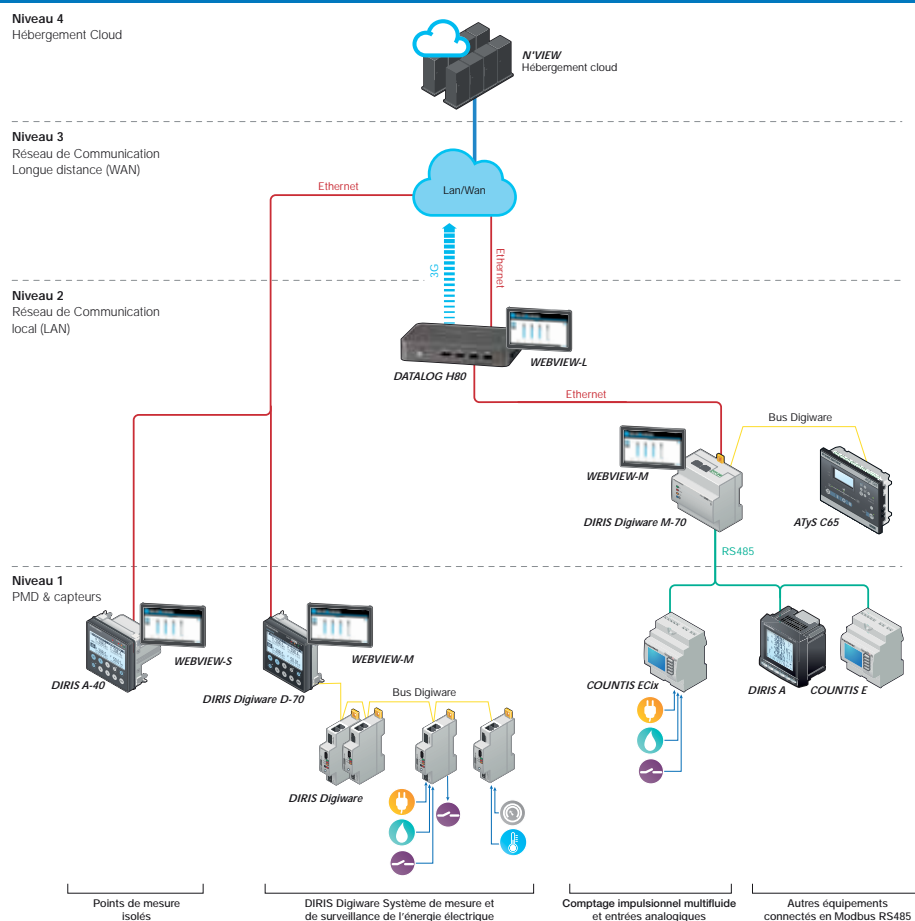 Niveau 4
Hébergement Cloud
N'VIEW
Hébergement cloud
Niveau 3
Réseau de Communication
Longue distance (WAN)
Ethernet
Lan/Wan
3G
Ethernet
Niveau 2
Réseau de Communication
local (LAN)
WEBVIEW-L
DATALOG H80
Ethernet
Bus Digiware
WEBVIEW-M
DIRIS Digiware M-70
ATyS C65
RS485
Niveau 1
PMD & capteurs
WEBVIEW-S
WEBVIEW-M
DIRIS A-40
DIRIS Digiware D-70
COUNTIS ECix
DIRIS A
COUNTIS E
Bus Digiware
DIRIS Digiware
Points de mesure
isolés
DIRIS Digiware Système de mesure et
de surveillance de l'énergie électrique
Comptage impulsionnel multifluide
et entrées analogiques
Autres équipements
connectés en Modbus RS485